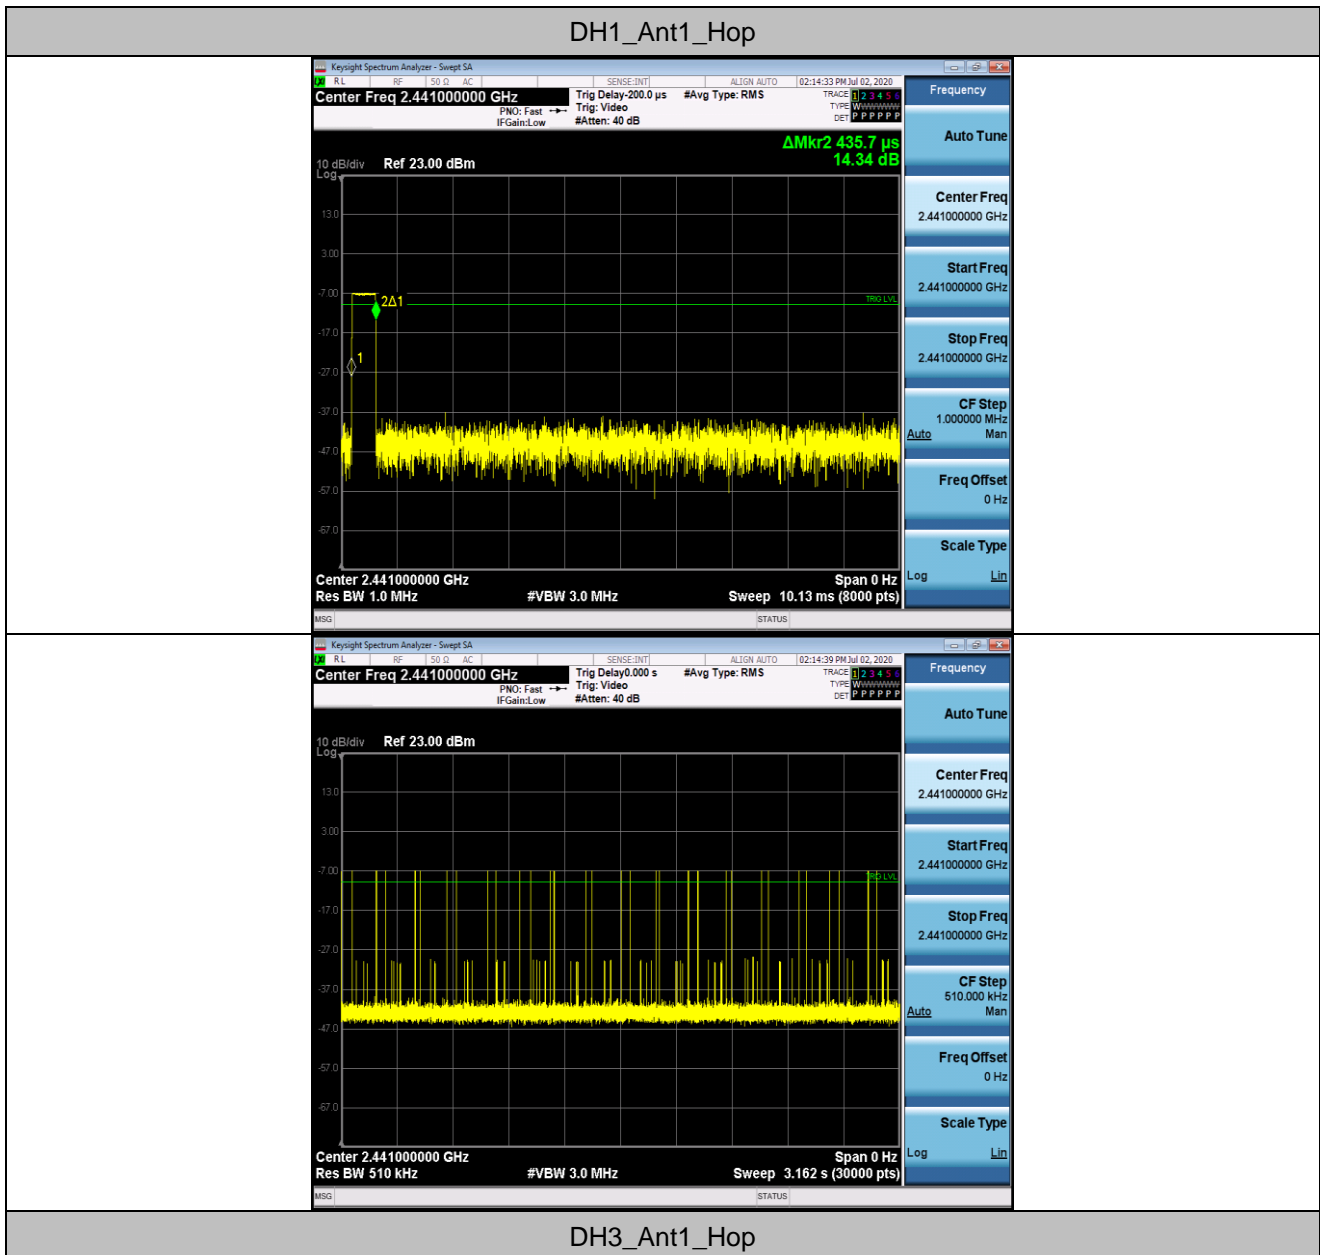 DH1_Ant1_Hop
Keysight Spectrum Analyzer - Swept SA
RL RF 50 Ω AC SENSE:INT ALIGN AUTO 02:14:33 PM Jul 02, 2020
Center Freq 2.441000000 GHz
PNO: Fast
IFGain:Low
Trig Delay-200.0 µs
Trig: Video
#Atten: 40 dB
#Avg Type: RMS
TRACE 1 2 3 4 5 6
TYPE W
DET P P P P P P
ΔMkr2 435.7 µs
14.34 dB
10 dB/div Ref 23.00 dBm
Log
13.0
3.00
-7.00
-17.0
-27.0
-37.0
-47.0
-57.0
-67.0
2Δ1
1
TRIG LVL
Center 2.441000000 GHz Span 0 Hz
Res BW 1.0 MHz #VBW 3.0 MHz Sweep 10.13 ms (8000 pts)
MSG STATUS
Frequency
Auto Tune
Center Freq
2.441000000 GHz
Start Freq
2.441000000 GHz
Stop Freq
2.441000000 GHz
CF Step
1.000000 MHz
Auto Man
Freq Offset
0 Hz
Scale Type
Log Lin
Keysight Spectrum Analyzer - Swept SA
RL RF 50 Ω AC SENSE:INT ALIGN AUTO 02:14:39 PM Jul 02, 2020
Center Freq 2.441000000 GHz
PNO: Fast
IFGain:Low
Trig Delay0.000 s
Trig: Video
#Atten: 40 dB
#Avg Type: RMS
TRACE 1 2 3 4 5 6
TYPE W
DET P P P P P P
10 dB/div Ref 23.00 dBm
Log
13.0
3.00
-7.00
-17.0
-27.0
-37.0
-47.0
-57.0
-67.0
TRIG LVL
Center 2.441000000 GHz Span 0 Hz
Res BW 510 kHz #VBW 3.0 MHz Sweep 3.162 s (30000 pts)
MSG STATUS
Frequency
Auto Tune
Center Freq
2.441000000 GHz
Start Freq
2.441000000 GHz
Stop Freq
2.441000000 GHz
CF Step
510.000 kHz
Auto Man
Freq Offset
0 Hz
Scale Type
Log Lin
DH3_Ant1_Hop